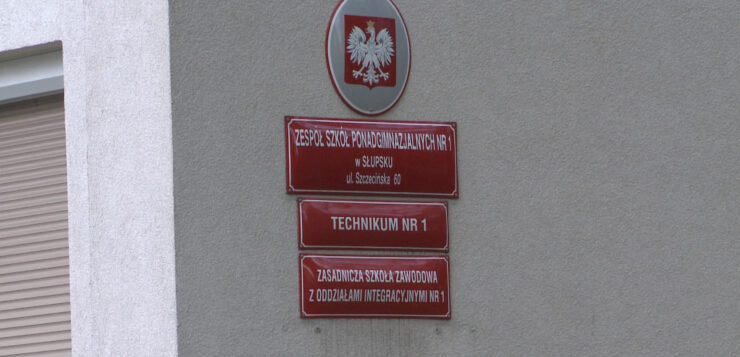 ZESPÓŁ SZKÓŁ PONADGIMNAZJALNYCH NR 1
w SŁUPSKU
ul. Szczecińska 60
TECHNIKUM NR 1
ZASADNICZA SZKOŁA ZAWODOWA
Z ODDZIAŁAMI INTEGRACYJNYMI NR 1